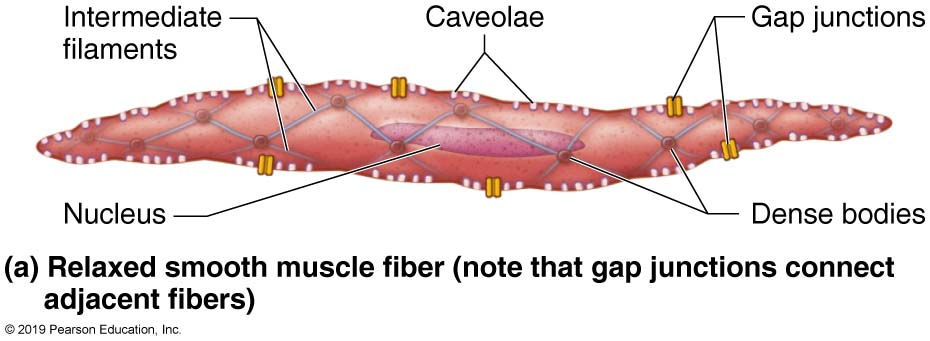 Intermediate
filaments
Caveolae
Gap junctions
Nucleus
Dense bodies
(a) Relaxed smooth muscle fiber (note that gap junctions connect
adjacent fibers)
© 2019 Pearson Education, Inc.